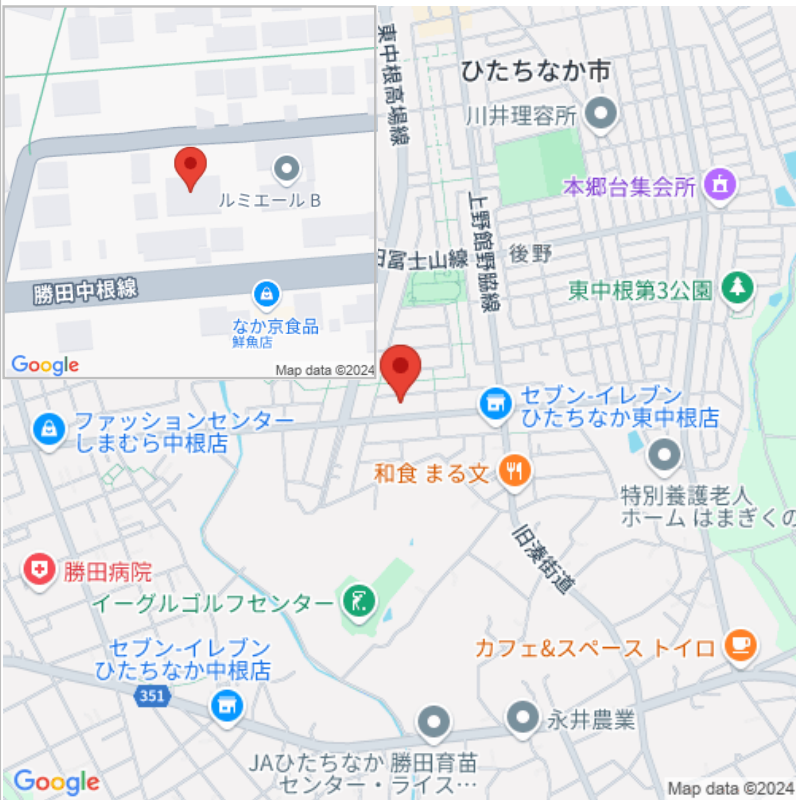 ルミエール B
勝田中根線
なか京食品
鮮魚店
Google
Map data ©2024
東中根高場線
ひたちなか市
川井理容所
本郷台集会所
上野館野脇線
富士山線
後野
東中根第3公園
ファッションセンター
しまむら中根店
セブン-イレブン
ひたちなか東中根店
和食 まる文
特別養護老人
ホーム はまぎくの
旧湊街道
勝田病院
イーグルゴルフセンター
カフェ&スペース トイロ
セブン-イレブン
ひたちなか中根店
351
永井農業
JAひたちなか 勝田育苗
センター・ライス…
Google
Map data ©2024